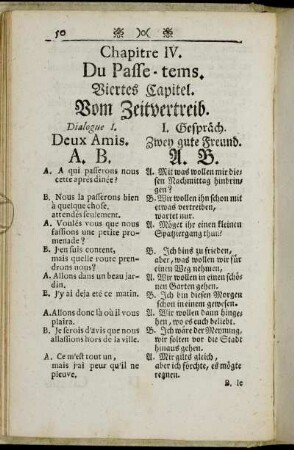 50
Chapitre IV.
Du Passe-tems.
Viertes Capitel.
Vom Zeitvertreib.
Dialogue I.
Deux Amis.
A. B.
A. A qui passerons nous
cette aprés dinée?
B. Nous la passerons bien
à quelque chose,
attendés seulement.
A. Voulés vous que nous
fassions une petite pro-
menade?
B. J'en suis content,
mais quelle route pren-
drons nous?
A. Allons dans un beau jar-
din.
B. J'y ai deja eté ce matin.
A. Allons donc là où il vous
plaira.
B. Je serois d'avis que nous
allassions hors de la ville.
A. Ce m'est tout un,
mais j'ai peur qu'il ne
pleuve.
I. Gespräch.
Zwey gute Freund.
A. B.
A. Mit was wollen wir die-
sen Nachmittag hinbrin-
gen?
B. Wir wollen ihn schon mit
etwas vertreiben,
wartet nur.
A. Möget ihr einen kleinen
Spatziergang thun?
B. Ich bins zu frieden,
aber, was wollen wir für
einen Weg nehmen,
A. Wir wollen in einen schö-
nen Garten gehen.
B. Ich bin diesen Morgen
schon in einem gewesen.
A. Wir wollen dann hinge-
hen, wo es euch beliebt.
B. Ich wäre der Meynung,
wir solten vor die Stadt
hinaus gehen.
A. Mir gilts gleich,
aber ich förchte, es mögte
regnen.
B. Je